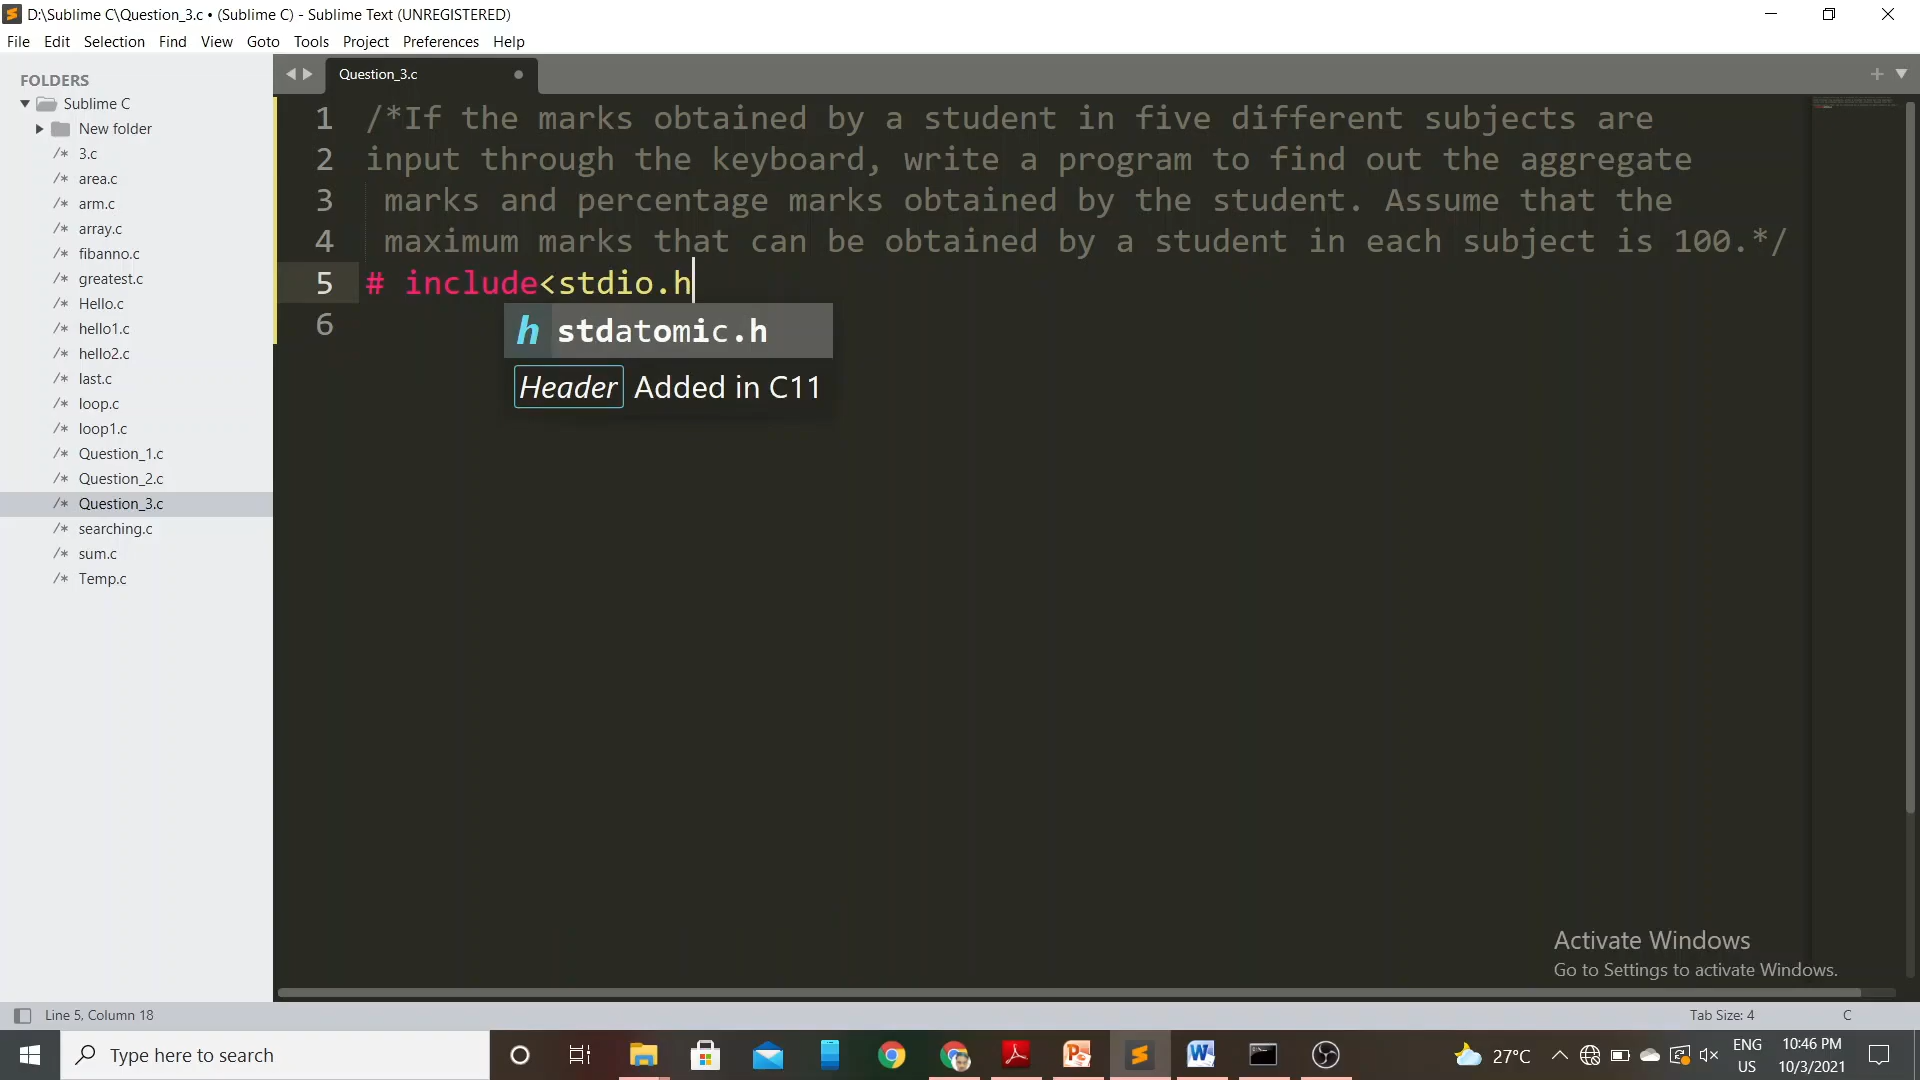 D:\Sublime C\Question_3.c • (Sublime C) - Sublime Text (UNREGISTERED)
File Edit Selection Find View Goto Tools Project Preferences Help
FOLDERS
Sublime C
New folder
/* 3.c
/* area.c
/* arm.c
/* array.c
/* fibanno.c
/* greatest.c
/* Hello.c
/* hello1.c
/* hello2.c
/* last.c
/* loop.c
/* loop1.c
/* Question_1.c
/* Question_2.c
/* Question_3.c
/* searching.c
/* sum.c
/* Temp.c
Question_3.c
1 /*If the marks obtained by a student in five different subjects are
2 input through the keyboard, write a program to find out the aggregate
3 marks and percentage marks obtained by the student. Assume that the
4 maximum marks that can be obtained by a student in each subject is 100.*/
5 # include<stdio.h
6
h stdatomic.h
Header Added in C11
Activate Windows
Go to Settings to activate Windows.
Line 5, Column 18 Tab Size: 4 C
Type here to search
27°C
ENG
US
10:46 PM
10/3/2021